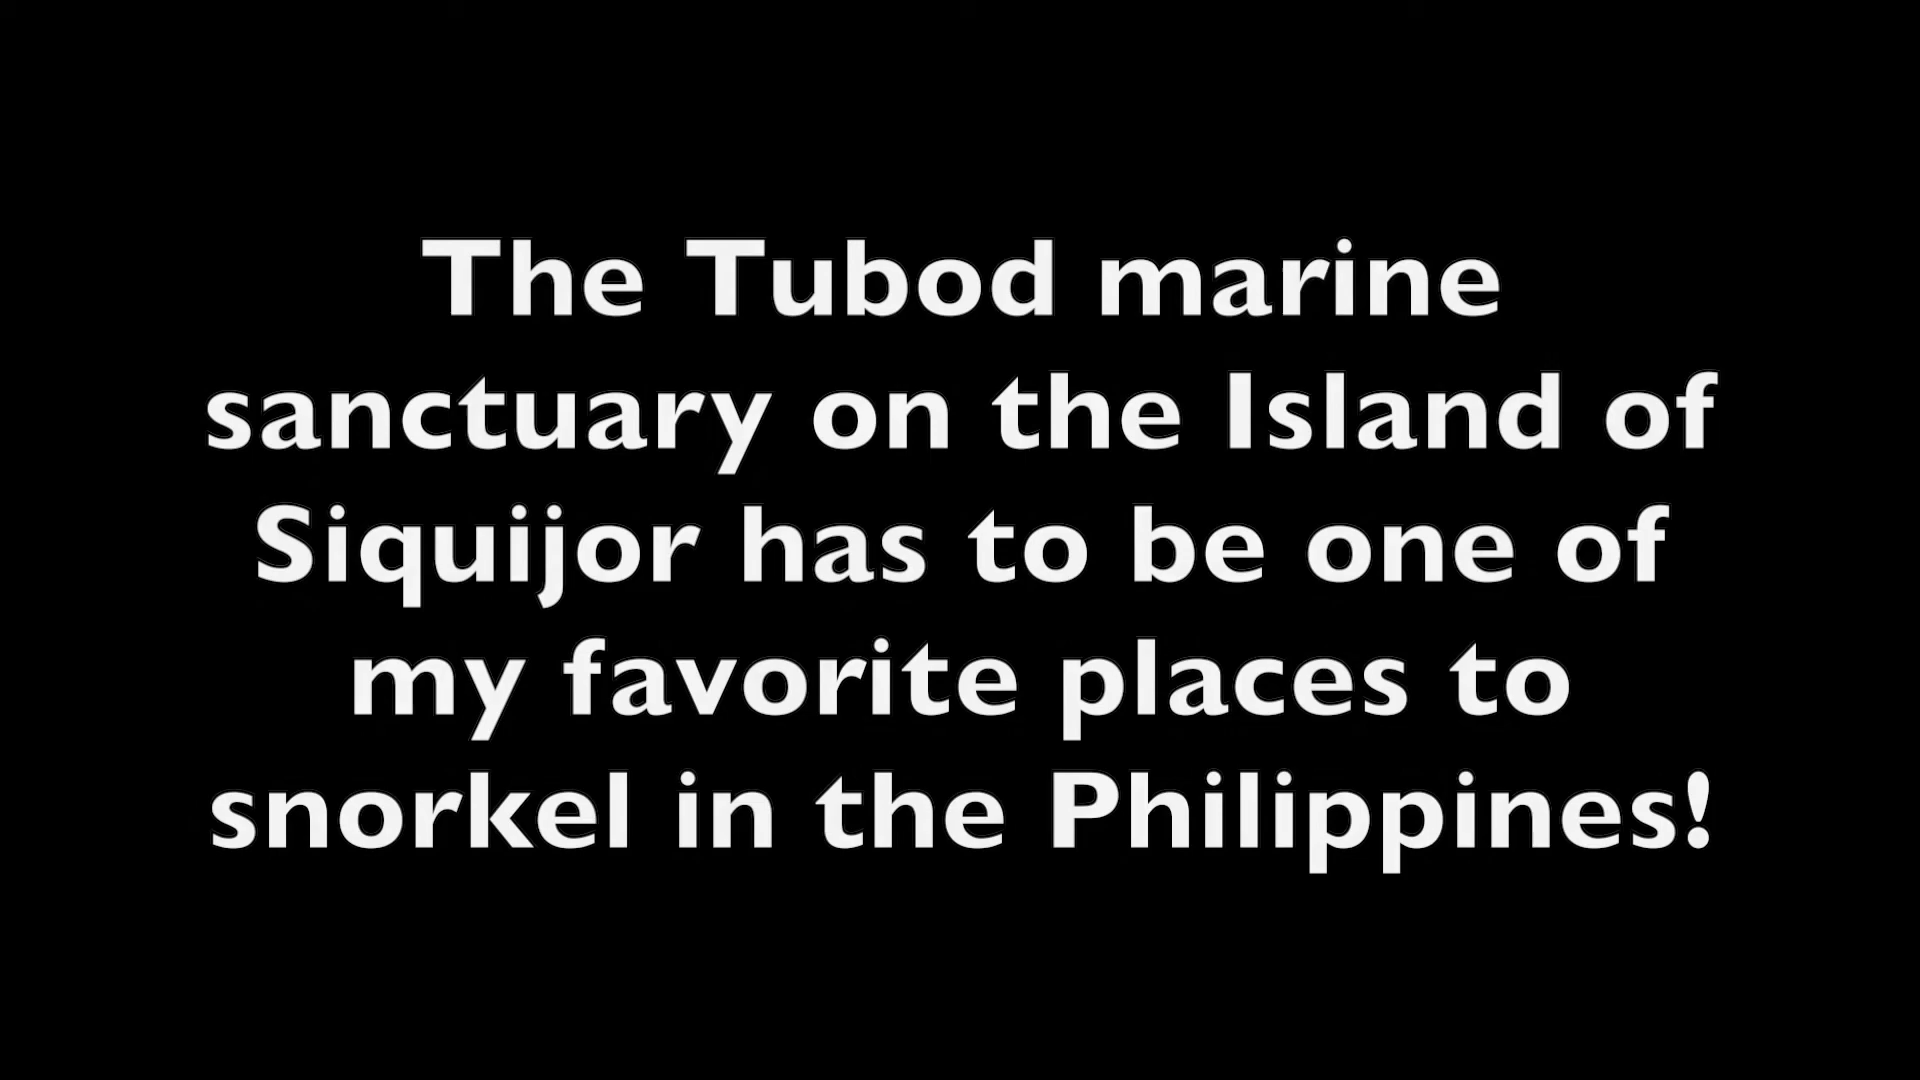 The Tubod marine
sanctuary on the Island of
Siquijor has to be one of
my favorite places to
snorkel in the Philippines!